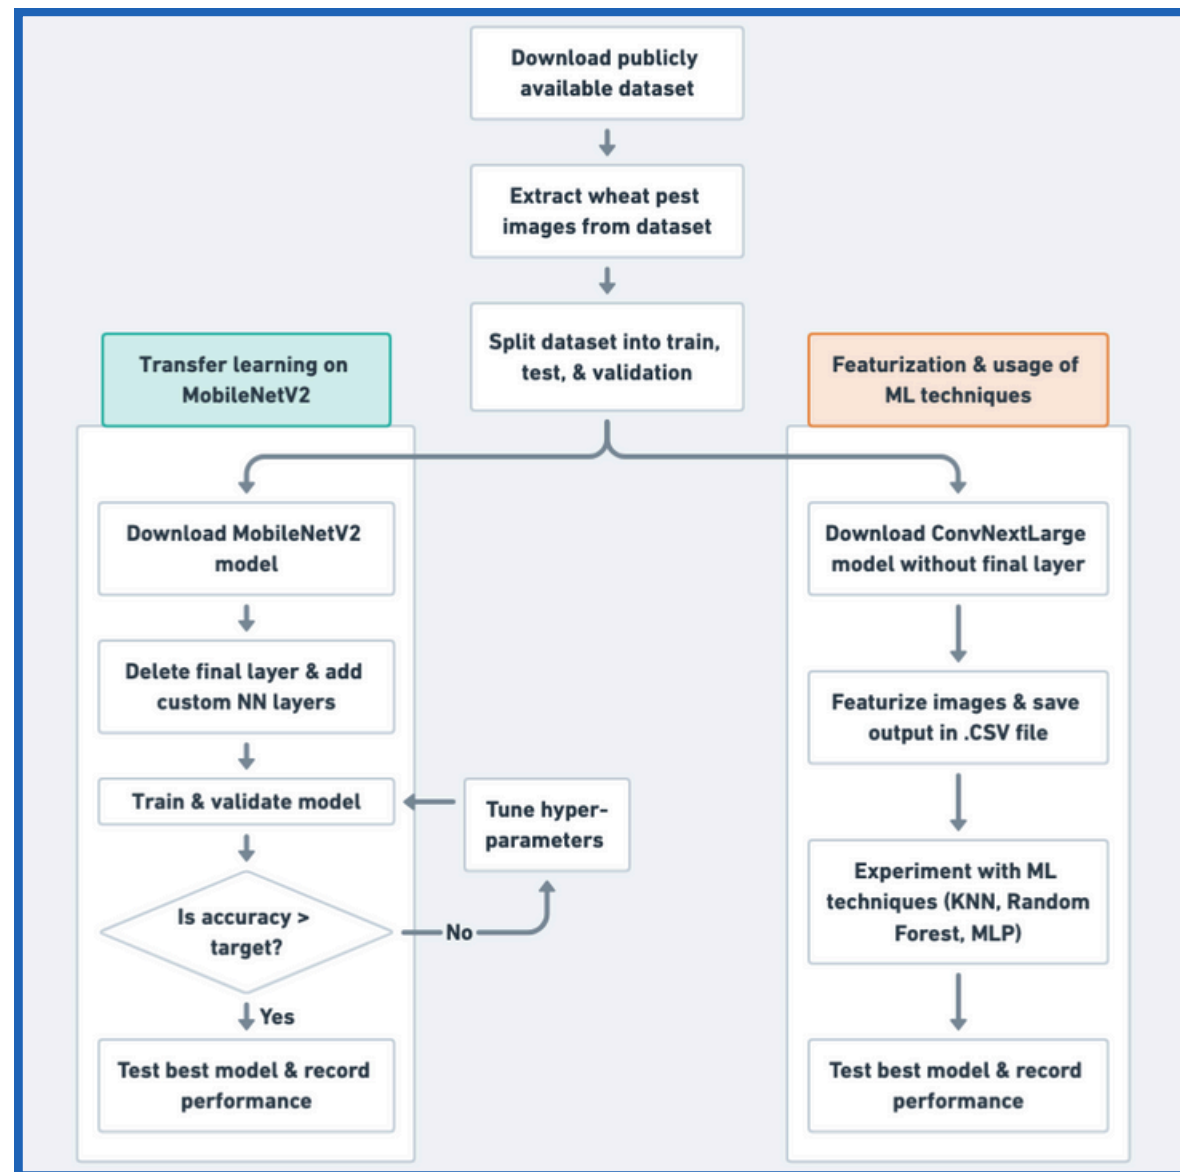 Download publicly
available dataset
Extract wheat pest
images from dataset
Split dataset into train,
test, & validation
Transfer learning on
MobileNetV2
Download MobileNetV2
model
Delete final layer & add
custom NN layers
Train & validate model
Tune hyper-
parameters
Is accuracy >
target?
No
Yes
Test best model & record
performance
Featurization & usage of
ML techniques
Download ConvNextLarge
model without final layer
Featurize images & save
output in .CSV file
Experiment with ML
techniques (KNN, Random
Forest, MLP)
Test best model & record
performance